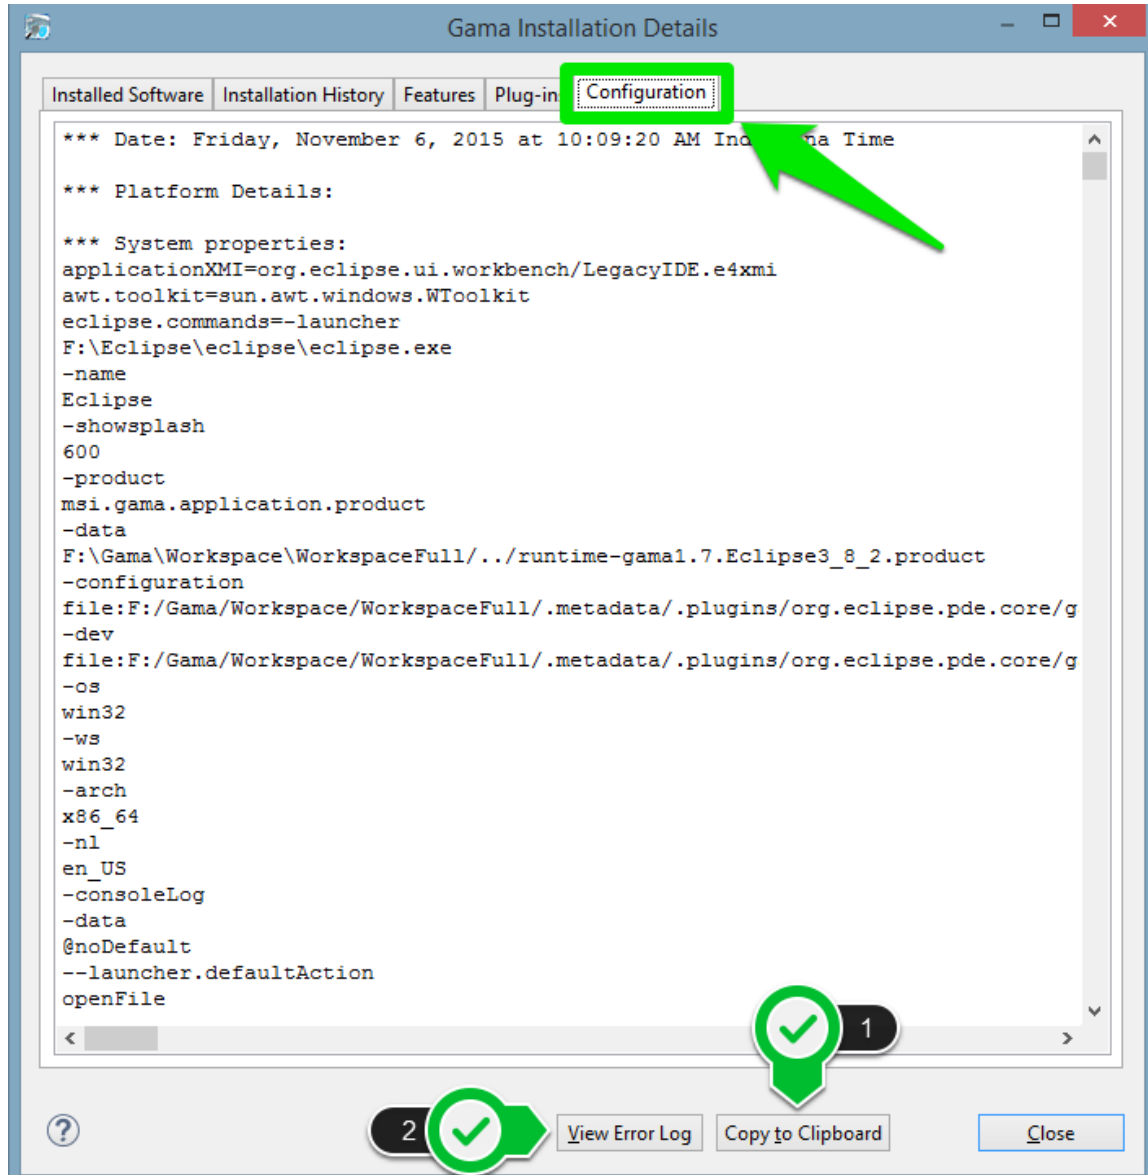 Gama Installation Details
Installed Software Installation History Features Plug-in Configuration
*** Date: Friday, November 6, 2015 at 10:09:20 AM Ind na Time
*** Platform Details:
*** System properties:
applicationXMI=org.eclipse.ui.workbench/LegacyIDE.e4xmi
awt.toolkit=sun.awt.windows.WToolkit
eclipse.commands=-launcher
F:\Eclipse\eclipse\eclipse.exe
-name
Eclipse
-showsplash
600
-product
msi.gama.application.product
-data
F:\Gama\Workspace\WorkspaceFull/../runtime-gama1.7.Eclipse3_8_2.product
-configuration
file:F:/Gama/Workspace/WorkspaceFull/.metadata/.plugins/org.eclipse.pde.core/g
-dev
file:F:/Gama/Workspace/WorkspaceFull/.metadata/.plugins/org.eclipse.pde.core/g
-os
win32
-ws
win32
-arch
x86_64
-nl
en_US
-consoleLog
-data
@noDefault
--launcher.defaultAction
openFile
1
2 View Error Log Copy to Clipboard Close